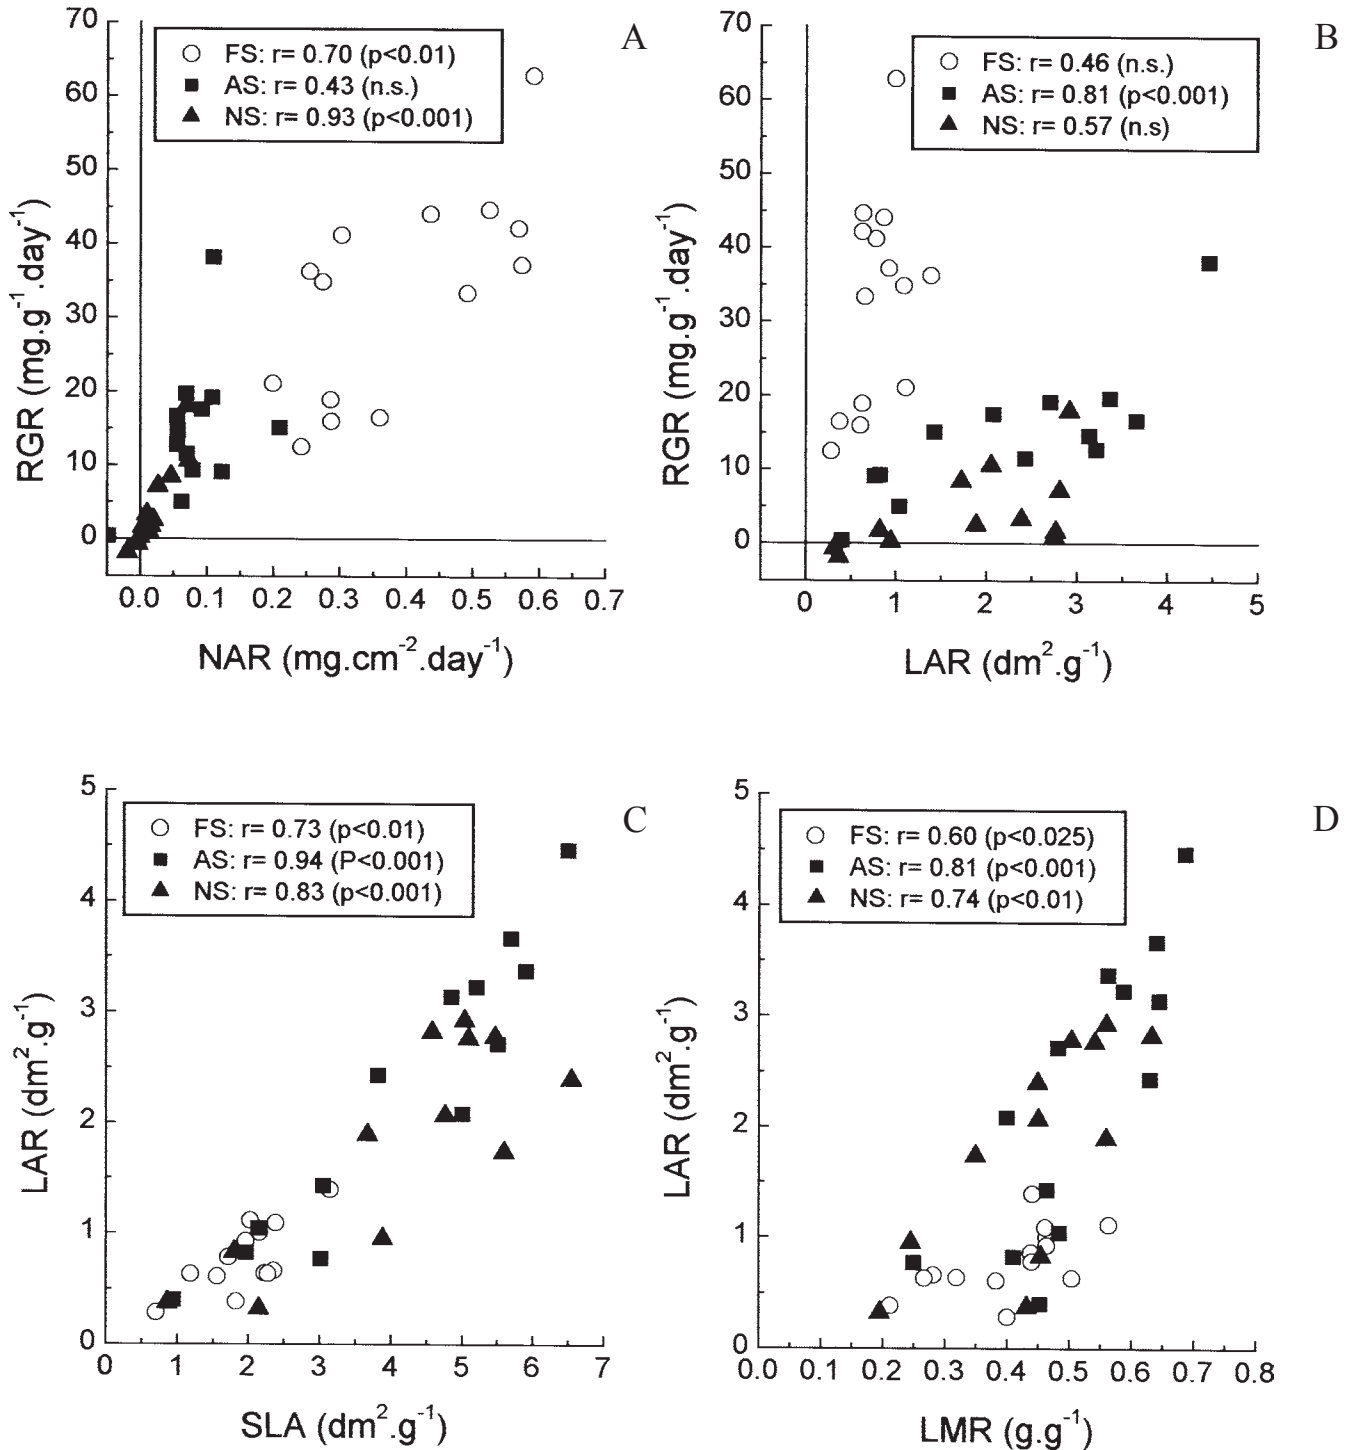 A
FS: r= 0.70 (p<0.01)
AS: r= 0.43 (n.s.)
NS: r= 0.93 (p<0.001)
70
60
50
40
30
20
10
0
RGR (mg.g⁻¹.day⁻¹)
0.0 0.1 0.2 0.3 0.4 0.5 0.6 0.7
NAR (mg.cm⁻².day⁻¹)
B
FS: r= 0.46 (n.s.)
AS: r= 0.81 (p<0.001)
NS: r= 0.57 (n.s)
70
60
50
40
30
20
10
0
RGR (mg.g⁻¹.day⁻¹)
0 1 2 3 4 5
LAR (dm².g⁻¹)
C
FS: r= 0.73 (p<0.01)
AS: r= 0.94 (P<0.001)
NS: r= 0.83 (p<0.001)
5
4
3
2
1
0
LAR (dm².g⁻¹)
0 1 2 3 4 5 6 7
SLA (dm².g⁻¹)
D
FS: r= 0.60 (p<0.025)
AS: r= 0.81 (p<0.001)
NS: r= 0.74 (p<0.01)
5
4
3
2
1
0
LAR (dm².g⁻¹)
0.0 0.1 0.2 0.3 0.4 0.5 0.6 0.7 0.8
LMR (g.g⁻¹)